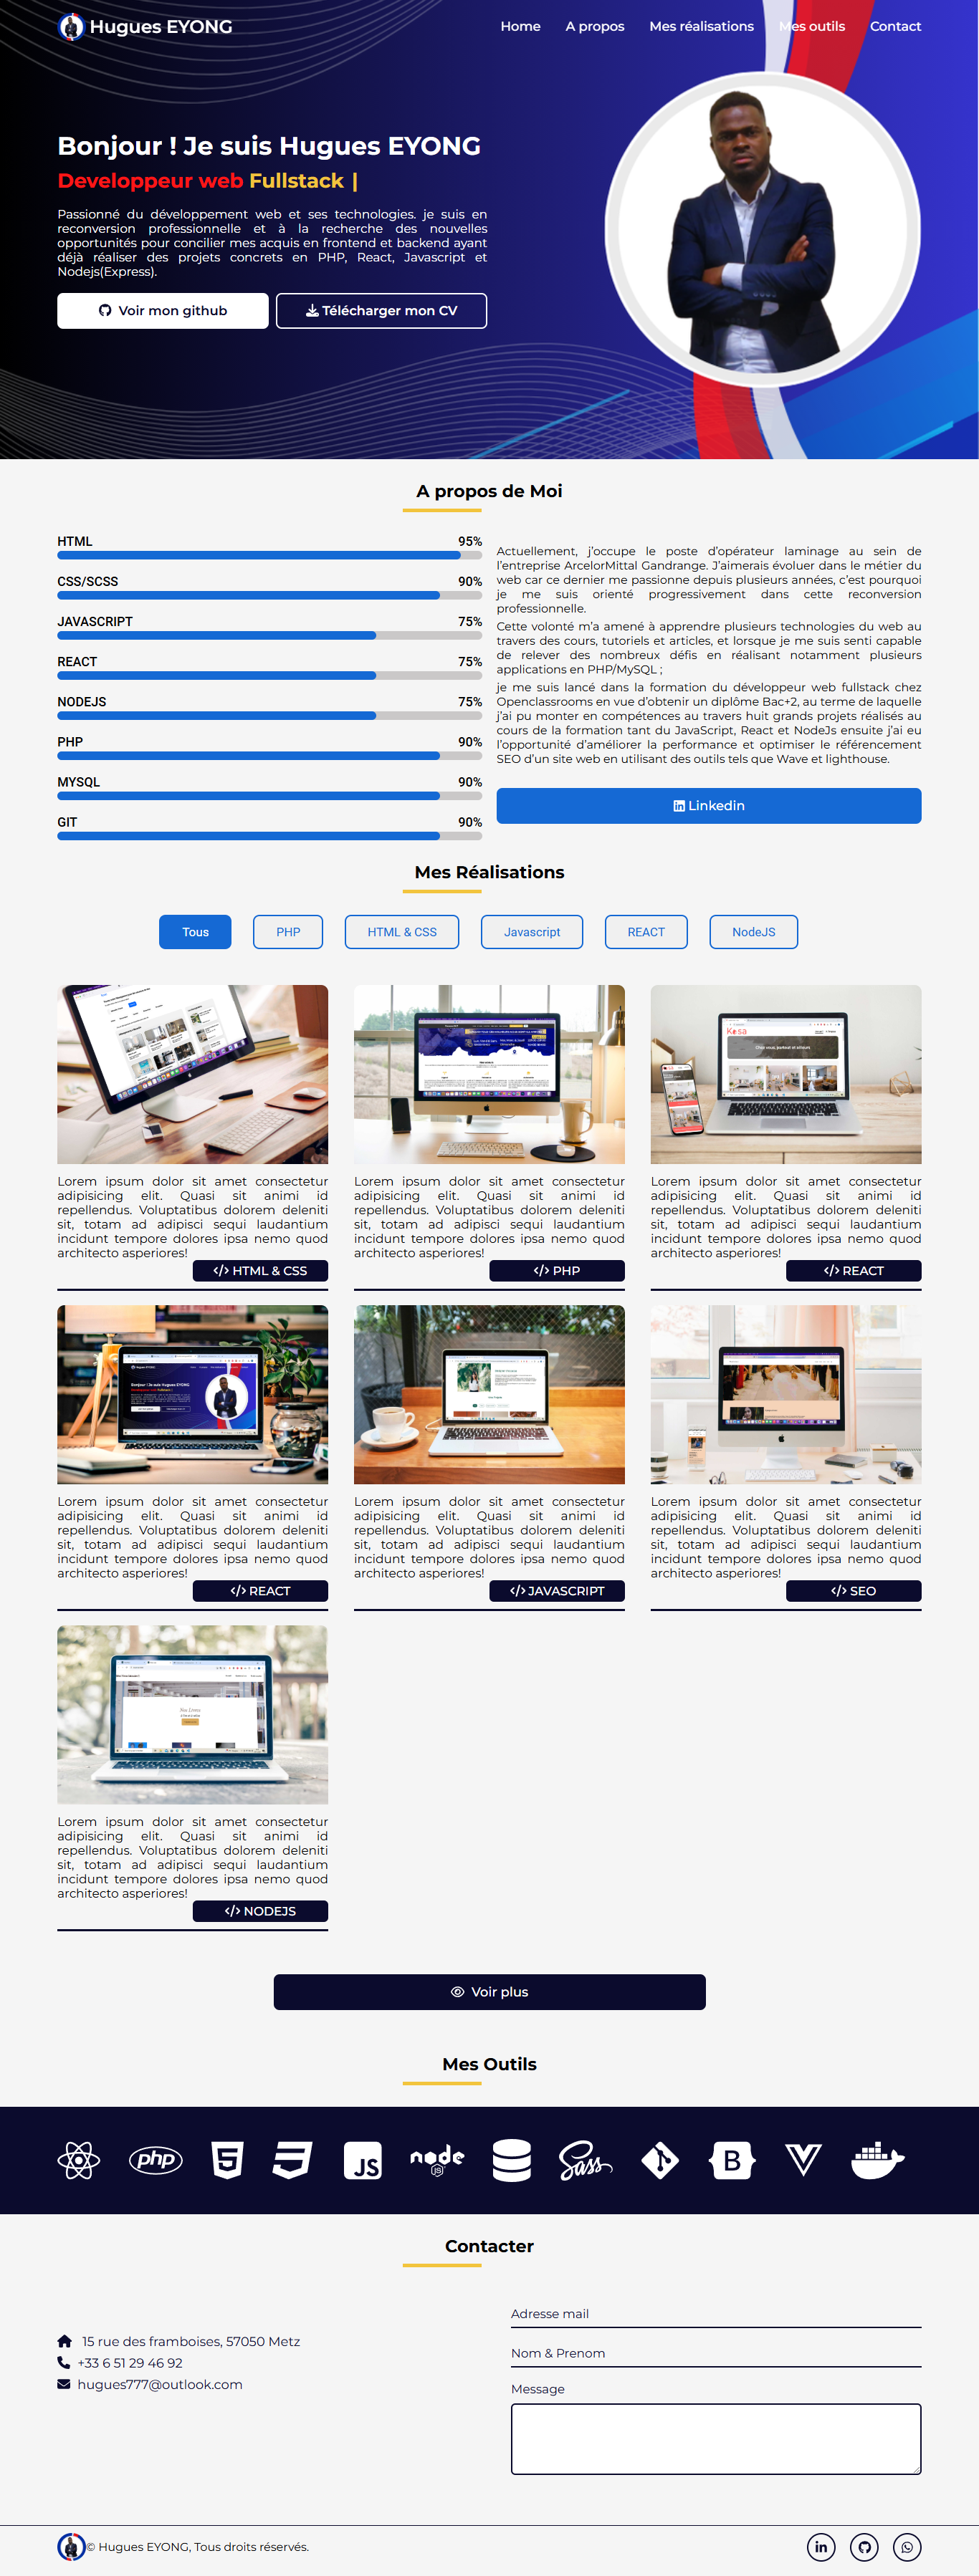 Hugues EYONG
Home A propos Mes réalisations Mes outils Contact
Bonjour ! Je suis Hugues EYONG
Developpeur web Fullstack |
Passionné du développement web et ses technologies. je suis en
reconversion professionnelle et à la recherche des nouvelles
opportunités pour concilier mes acquis en frontend et backend ayant
déjà réaliser des projets concrets en PHP, React, Javascript et
Nodejs(Express).
Voir mon github
Télécharger mon CV
A propos de Moi
HTML 95%
CSS/SCSS 90%
JAVASCRIPT 75%
REACT 75%
NODEJS 75%
PHP 90%
MYSQL 90%
GIT 90%
Actuellement, j’occupe le poste d’opérateur laminage au sein de
l’entreprise ArcelorMittal Gandrange. J’aimerais évoluer dans le métier du
web car ce dernier me passionne depuis plusieurs années, c’est pourquoi
je me suis orienté progressivement dans cette reconversion
professionnelle.
Cette volonté m’a amené à apprendre plusieurs technologies du web au
travers des cours, tutoriels et articles, et lorsque je me suis senti capable
de relever des nombreux défis en réalisant notamment plusieurs
applications en PHP/MySQL ;
je me suis lancé dans la formation du développeur web fullstack chez
Openclassrooms en vue d’obtenir un diplôme Bac+2, au terme de laquelle
j’ai pu monter en compétences au travers huit grands projets réalisés au
cours de la formation tant du JavaScript, React et NodeJs ensuite j’ai eu
l’opportunité d’améliorer la performance et optimiser le référencement
SEO d’un site web en utilisant des outils tels que Wave et lighthouse.
Linkedin
Mes Réalisations
Tous PHP HTML & CSS Javascript REACT NodeJS
Lorem ipsum dolor sit amet consectetur
adipisicing elit. Quasi sit animi id
repellendus. Voluptatibus dolorem deleniti
sit, totam ad adipisci sequi laudantium
incidunt tempore dolores ipsa nemo quod
architecto asperiores!
</> HTML & CSS
Lorem ipsum dolor sit amet consectetur
adipisicing elit. Quasi sit animi id
repellendus. Voluptatibus dolorem deleniti
sit, totam ad adipisci sequi laudantium
incidunt tempore dolores ipsa nemo quod
architecto asperiores!
</> PHP
Kasa
Chez vous, partout et ailleurs
Lorem ipsum dolor sit amet consectetur
adipisicing elit. Quasi sit animi id
repellendus. Voluptatibus dolorem deleniti
sit, totam ad adipisci sequi laudantium
incidunt tempore dolores ipsa nemo quod
architecto asperiores!
</> REACT
Hugues EYONG
Bonjour ! Je suis Hugues EYONG
Lorem ipsum dolor sit amet consectetur
adipisicing elit. Quasi sit animi id
repellendus. Voluptatibus dolorem deleniti
sit, totam ad adipisci sequi laudantium
incidunt tempore dolores ipsa nemo quod
architecto asperiores!
</> REACT
Lorem ipsum dolor sit amet consectetur
adipisicing elit. Quasi sit animi id
repellendus. Voluptatibus dolorem deleniti
sit, totam ad adipisci sequi laudantium
incidunt tempore dolores ipsa nemo quod
architecto asperiores!
</> JAVASCRIPT
Lorem ipsum dolor sit amet consectetur
adipisicing elit. Quasi sit animi id
repellendus. Voluptatibus dolorem deleniti
sit, totam ad adipisci sequi laudantium
incidunt tempore dolores ipsa nemo quod
architecto asperiores!
</> SEO
Lorem ipsum dolor sit amet consectetur
adipisicing elit. Quasi sit animi id
repellendus. Voluptatibus dolorem deleniti
sit, totam ad adipisci sequi laudantium
incidunt tempore dolores ipsa nemo quod
architecto asperiores!
</> NODEJS
Voir plus
Mes Outils
php 5 JS node JS Sass B
Contacter
15 rue des framboises, 57050 Metz
+33 6 51 29 46 92
hugues777@outlook.com
Adresse mail
Nom & Prenom
Message
© Hugues EYONG, Tous droits réservés.
in